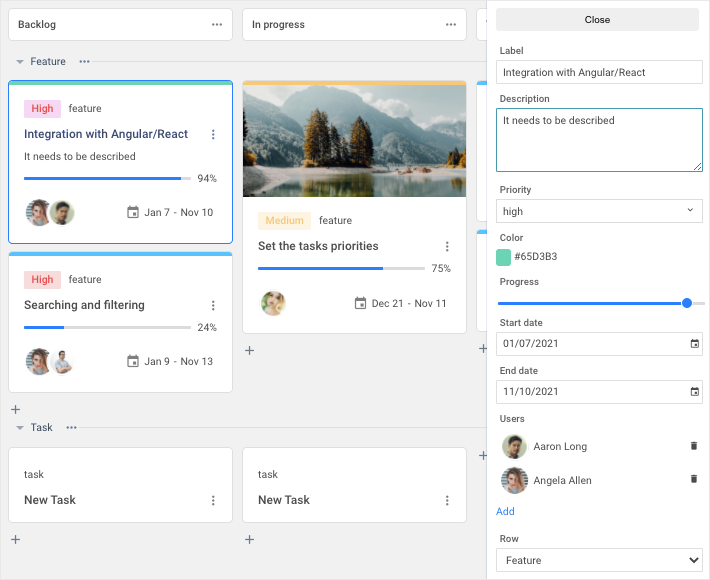 Backlog
In progress
Feature
High feature
Integration with Angular/React
It needs to be described
94%
Jan 7 - Nov 10
High feature
Searching and filtering
24%
Jan 9 - Nov 13
Medium feature
Set the tasks priorities
75%
Dec 21 - Nov 11
Task
task
New Task
task
New Task
Close
Label
Integration with Angular/React
Description
It needs to be described
Priority
high
Color
#65D3B3
Progress
Start date
01/07/2021
End date
11/10/2021
Users
Aaron Long
Angela Allen
Add
Row
Feature